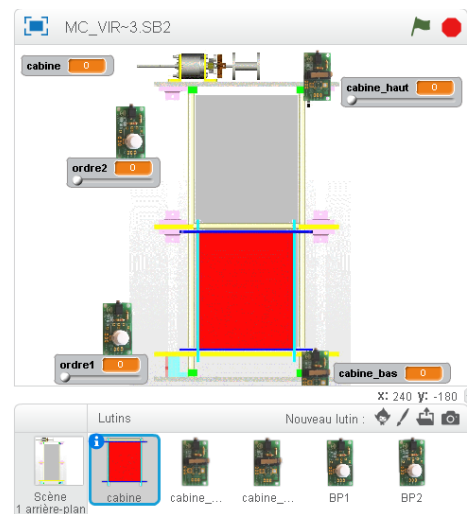 MC_VIR~3.SB2
cabine 0
cabine_haut 0
ordre2 0
ordre1 0
cabine_bas 0
x: 240 y: -180
Lutins
Nouveau lutin :
Scène
1 arrière-plan
cabine
cabine_...
cabine_...
BP1
BP2